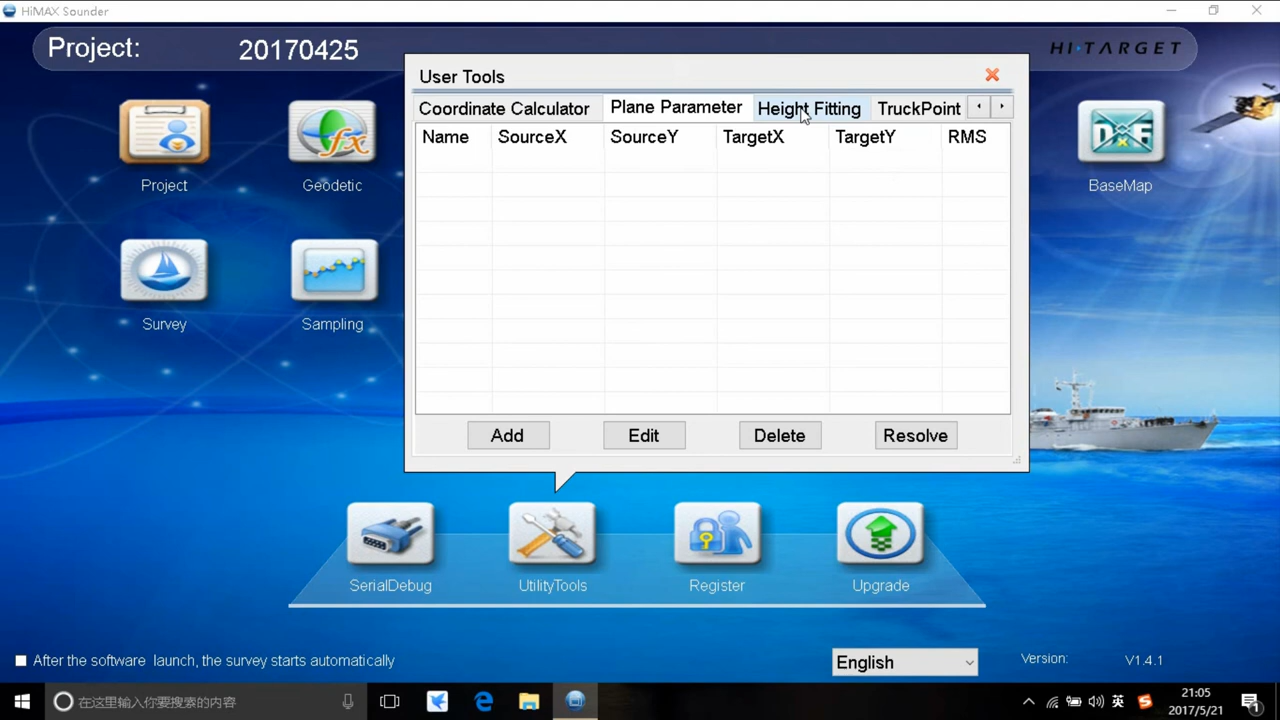 HiMAX Sounder
Project: 20170425
HI·TARGET
User Tools
Coordinate Calculator Plane Parameter Height Fitting TruckPoint
Name SourceX SourceY TargetX TargetY RMS
Add Edit Delete Resolve
Project
Geodetic
DXF
BaseMap
Survey
Sampling
SerialDebug
UtilityTools
Register
Upgrade
After the software launch, the survey starts automatically
English
Version: V1.4.1
在这里输入你要搜索的内容
英
21:05
2017/5/21
1